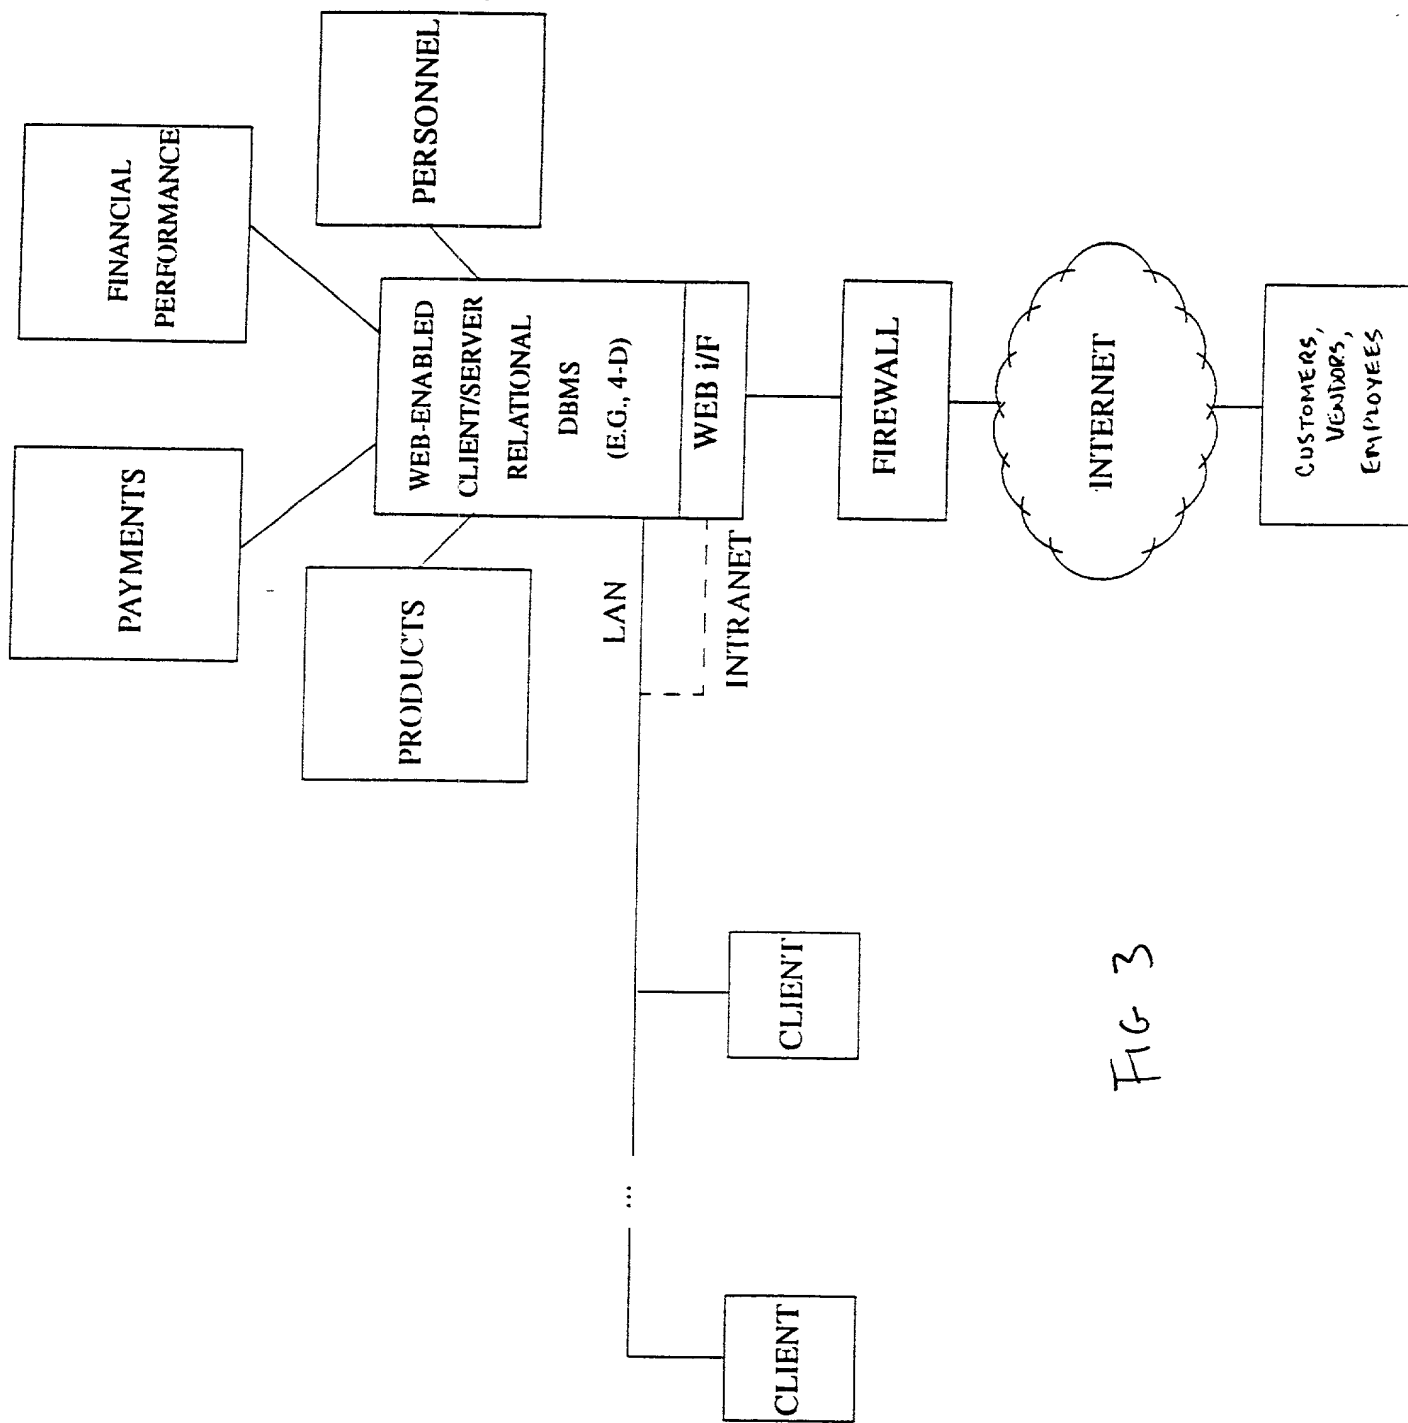 PAYMENTS
FINANCIAL
PERFORMANCE
PRODUCTS
PERSONNEL
WEB-ENABLED
CLIENT/SERVER
RELATIONAL
DBMS
(E.G., 4-D)
WEB i/F
LAN
INTRANET
...
CLIENT
CLIENT
FIREWALL
INTERNET
CUSTOMERS,
VENDORS,
EMPLOYEES
FIG 3